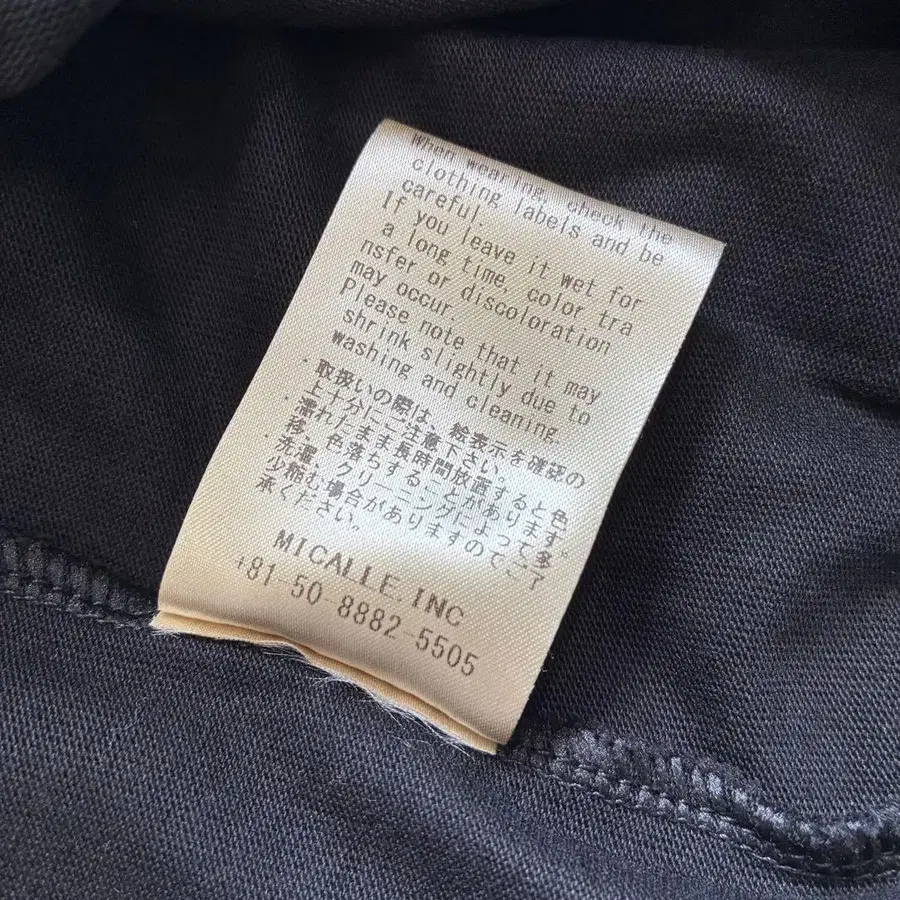 When wearing, check the
clothing labels and be
careful.
If you leave it wet for
a long time, color tra
nsfer or discoloration
may occur.
Please note that it may
shrink slightly due to
washing and cleaning.
・取扱いの際は、絵表示を確認の
上十分にご注意下さい。
・濡れたまま長時間放置するとと色
移、色落ちすることがあります。
・洗濯、クリーニングによって多
少縮む場合がありますのでご了
承ください。
MICALLE.INC
+81-50-8882-5505